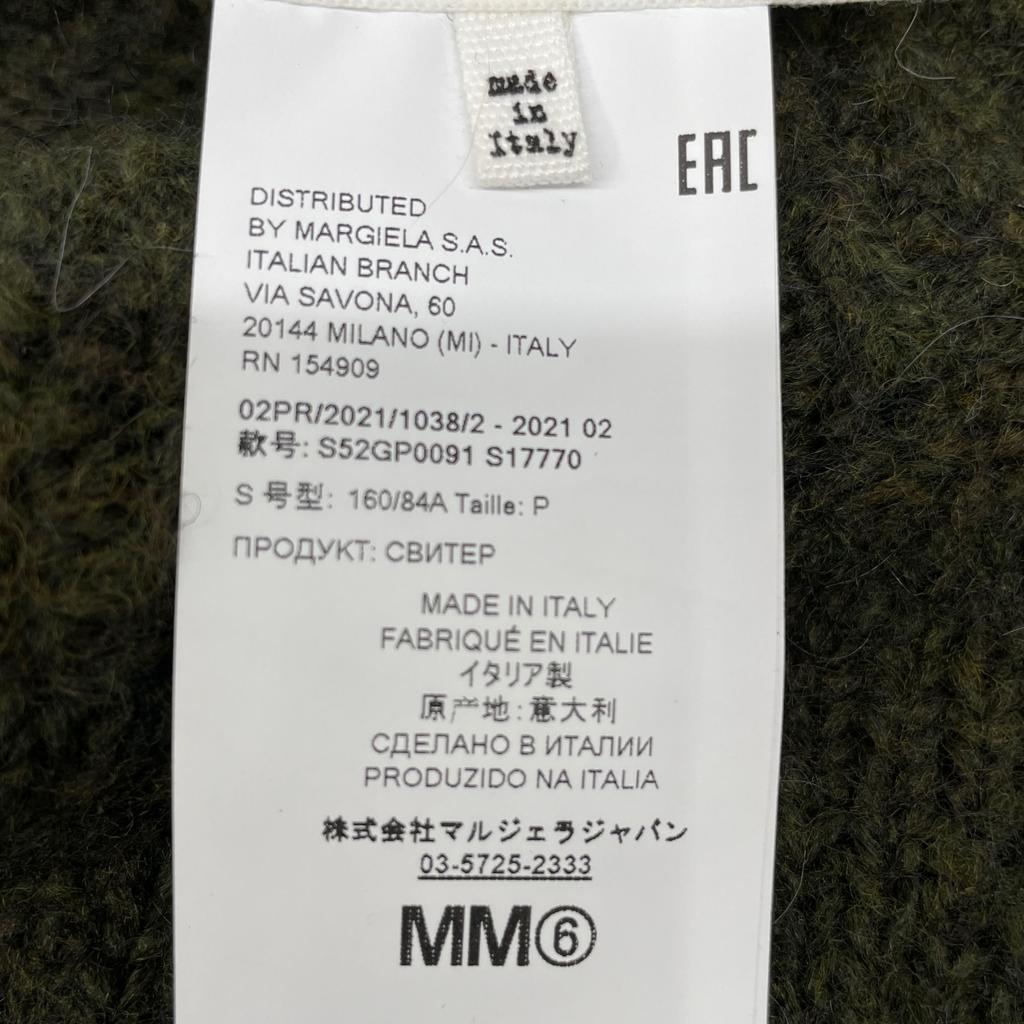 made
in
Italy
EAC
DISTRIBUTED
BY MARGIELA S.A.S.
ITALIAN BRANCH
VIA SAVONA, 60
20144 MILANO (MI) - ITALY
RN 154909
02PR/2021/1038/2 - 2021 02
款号: S52GP0091 S17770
S 号型: 160/84A Taille: P
ПРОДУКТ: СВИТЕР
MADE IN ITALY
FABRIQUÉ EN ITALIE
イタリア製
原产地:意大利
СДЕЛАНО В ИТАЛИИ
PRODUZIDO NA ITALIA
株式会社マルジェラジャパン
03-5725-2333
MM⑥